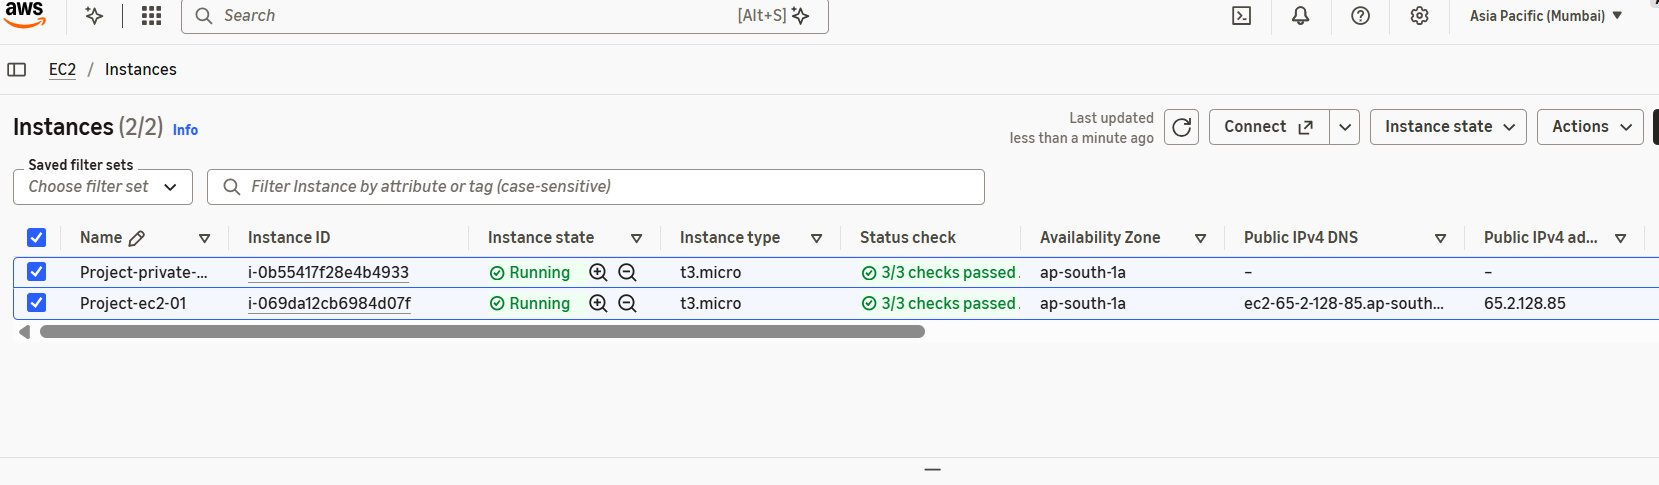 aws
Search [Alt+S]
Asia Pacific (Mumbai)
EC2 / Instances
Instances (2/2) Info
Last updated
less than a minute ago
Connect
Instance state
Actions
Saved filter sets
Choose filter set
Filter Instance by attribute or tag (case-sensitive)
Name Instance ID Instance state Instance type Status check Availability Zone Public IPv4 DNS Public IPv4 ad...
Project-private-... i-0b55417f28e4b4933 Running t3.micro 3/3 checks passed ap-south-1a – –
Project-ec2-01 i-069da12cb6984d07f Running t3.micro 3/3 checks passed ap-south-1a ec2-65-2-128-85.ap-south... 65.2.128.85